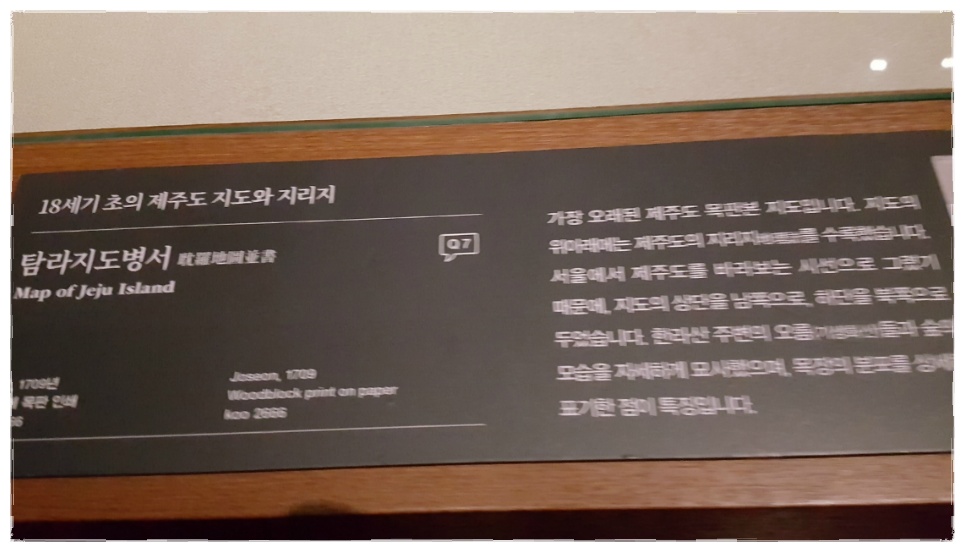 18세기 초의 제주도 지도와 지리지
탐라지도병서 耽羅地圖並書
Map of Jeju Island
Q7
1709년
목판 인쇄
Joseon, 1709
Woodblock print on paper
koo 2666
가장 오래된 제주도 목판본 지도입니다. 지도의
위아래에는 제주도의 지리지를 수록했습니다.
서울에서 제주도를 바라보는 시선으로 그렸기
때문에, 지도의 상단을 남쪽으로, 하단을 북쪽으로
두었습니다. 한라산 주변의 오름들과 숲의
모습을 자세하게 묘사했으며, 목장의 분포를 상세
표기한 점이 특징입니다.